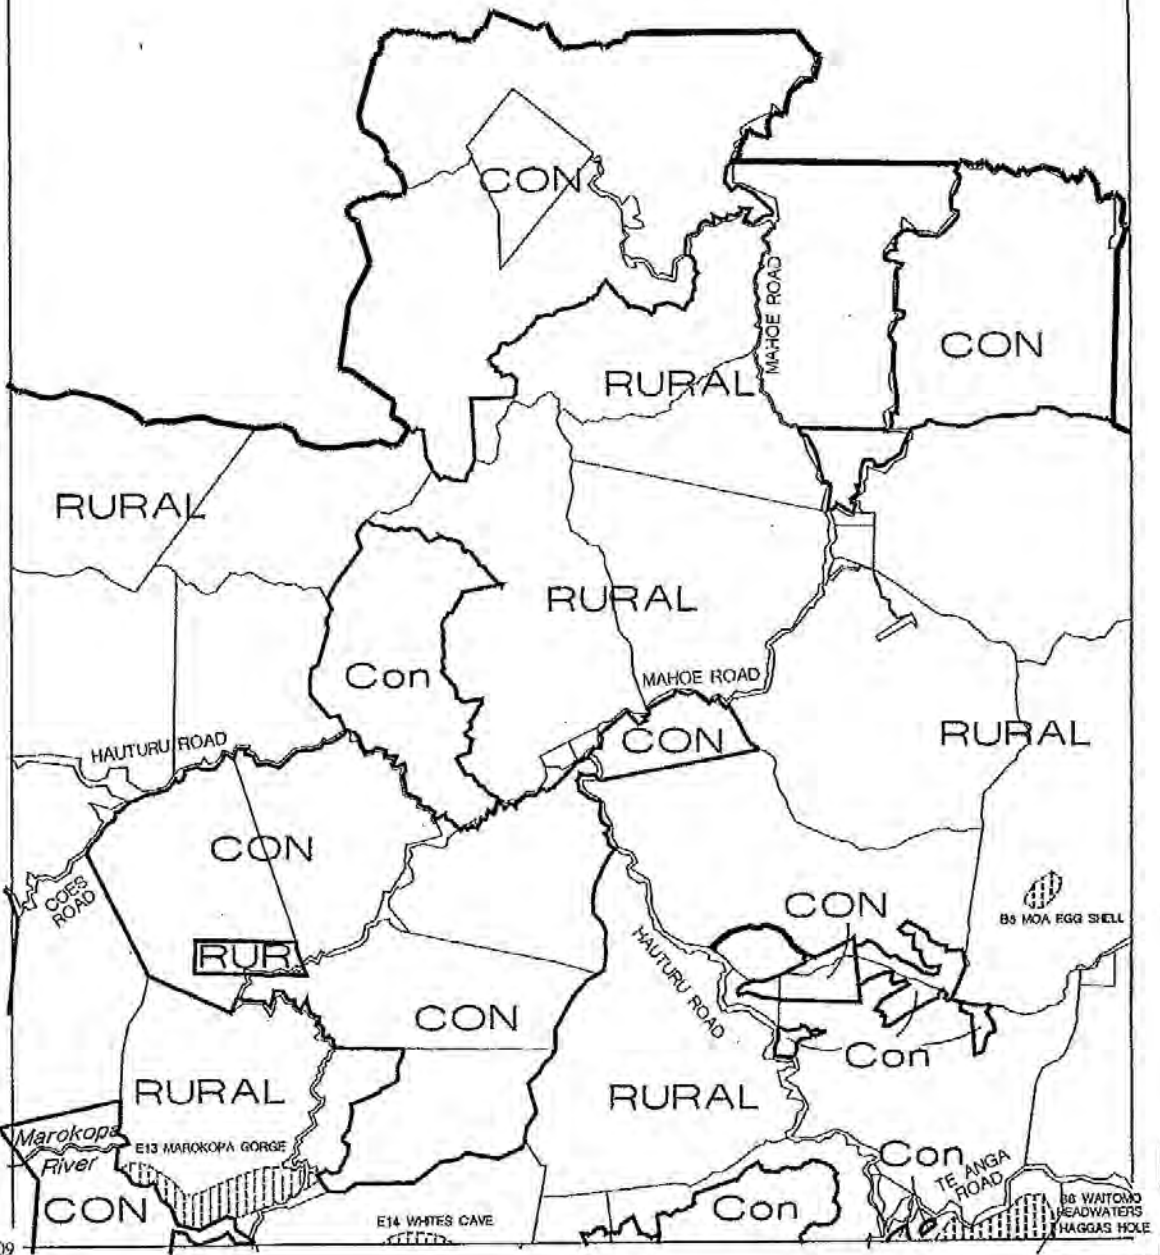 CON
MAHOE ROAD
CON
RURAL
RURAL
RURAL
Con
MAHOE ROAD
CON
RURAL
HAUTURU ROAD
CON
COES
ROAD
CON
B5 MOA EGG SHELL
RUR
HAUTURU ROAD
CON
Con
RURAL
RURAL
Marokopa
River
E13 MAROKOPA GORGE
Con
TE ANGA
ROAD
CON
Con
B6 WAITOMO
HEADWATERS
HAGGAS HOLE
E14 WHITES CAVE
09